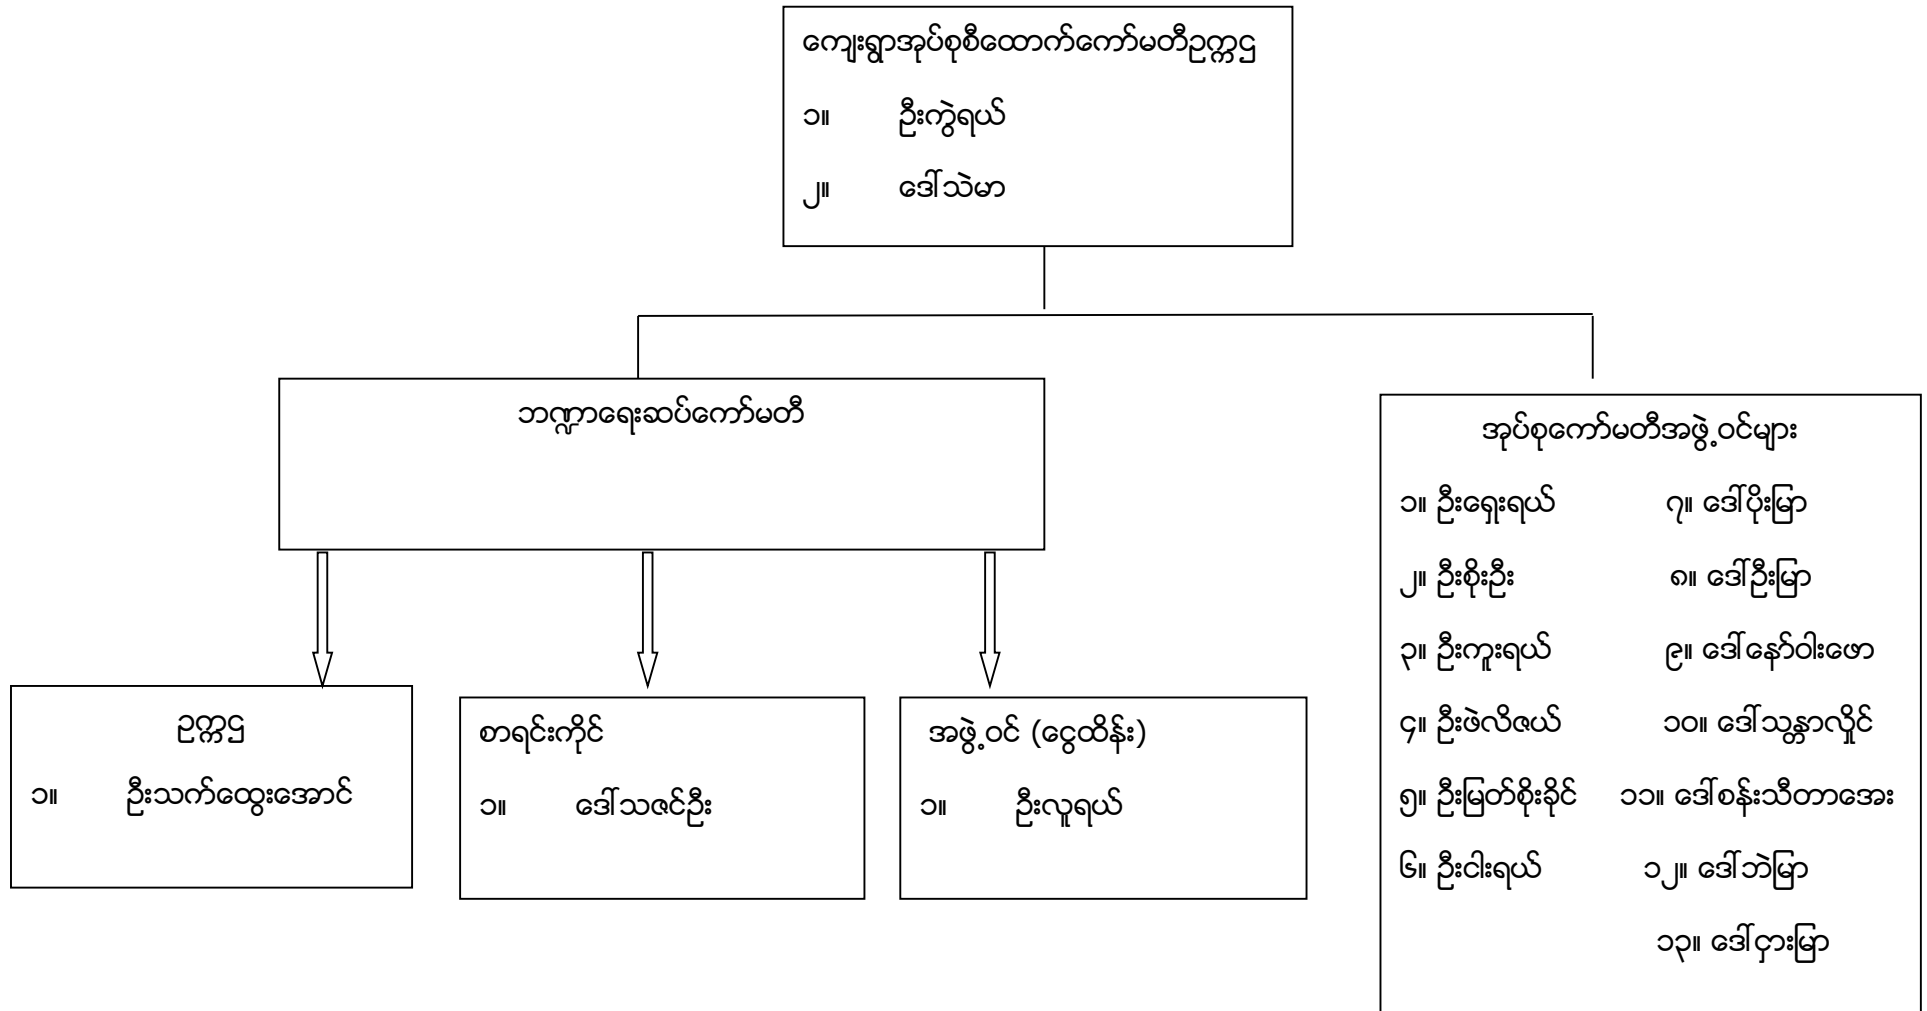 ကျေးရွာအုပ်စုစီထောက်ကော်မတီဥက္ကဌ
၁။ ဦးကွဲရယ်
၂။ ဒေါ်သဲမာ
ဘဏ္ဍာရေးဆပ်ကော်မတီ
ဥက္ကဌ
၁။ ဦးသက်ထွေးအောင်
စာရင်းကိုင်
၁။ ဒေါ်သဇင်ဦး
အဖွဲ့ဝင် (ငွေထိန်း)
၁။ ဦးလူရယ်
အုပ်စုကော်မတီအဖွဲ့ဝင်များ
၁။ ဦးရှေးရယ် ၇။ ဒေါ်ပိုးမြာ
၂။ ဦးစိုးဦး ၈။ ဒေါ်ဦးမြာ
၃။ ဦးကူးရယ် ၉။ ဒေါ်နော်ဝါးဖော
၄။ ဦးဖဲလိဇယ် ၁၀။ ဒေါ်သန္တာလှိုင်
၅။ ဦးမြတ်စိုးခိုင် ၁၁။ ဒေါ်စန်းသီတာအေး
၆။ ဦးငါးရယ် ၁၂။ ဒေါ်ဘဲမြာ
၁၃။ ဒေါ်ငှားမြာ